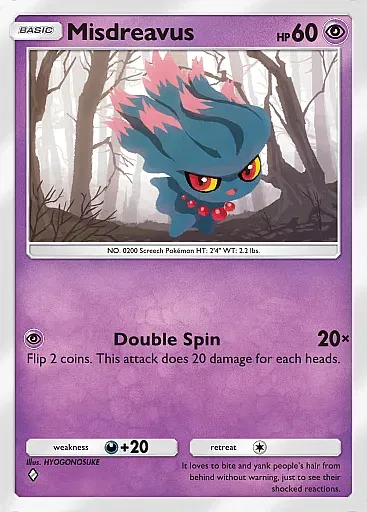 BASIC Misdreavus HP 60
NO. 0200 Screech Pokémon HT: 2'4" WT: 2.2 lbs.
Double Spin 20×
Flip 2 coins. This attack does 20 damage for each heads.
weakness +20 retreat
Illus. HYOGONOSUKE
It loves to bite and yank people's hair from
behind without warning, just to see their
shocked reactions.